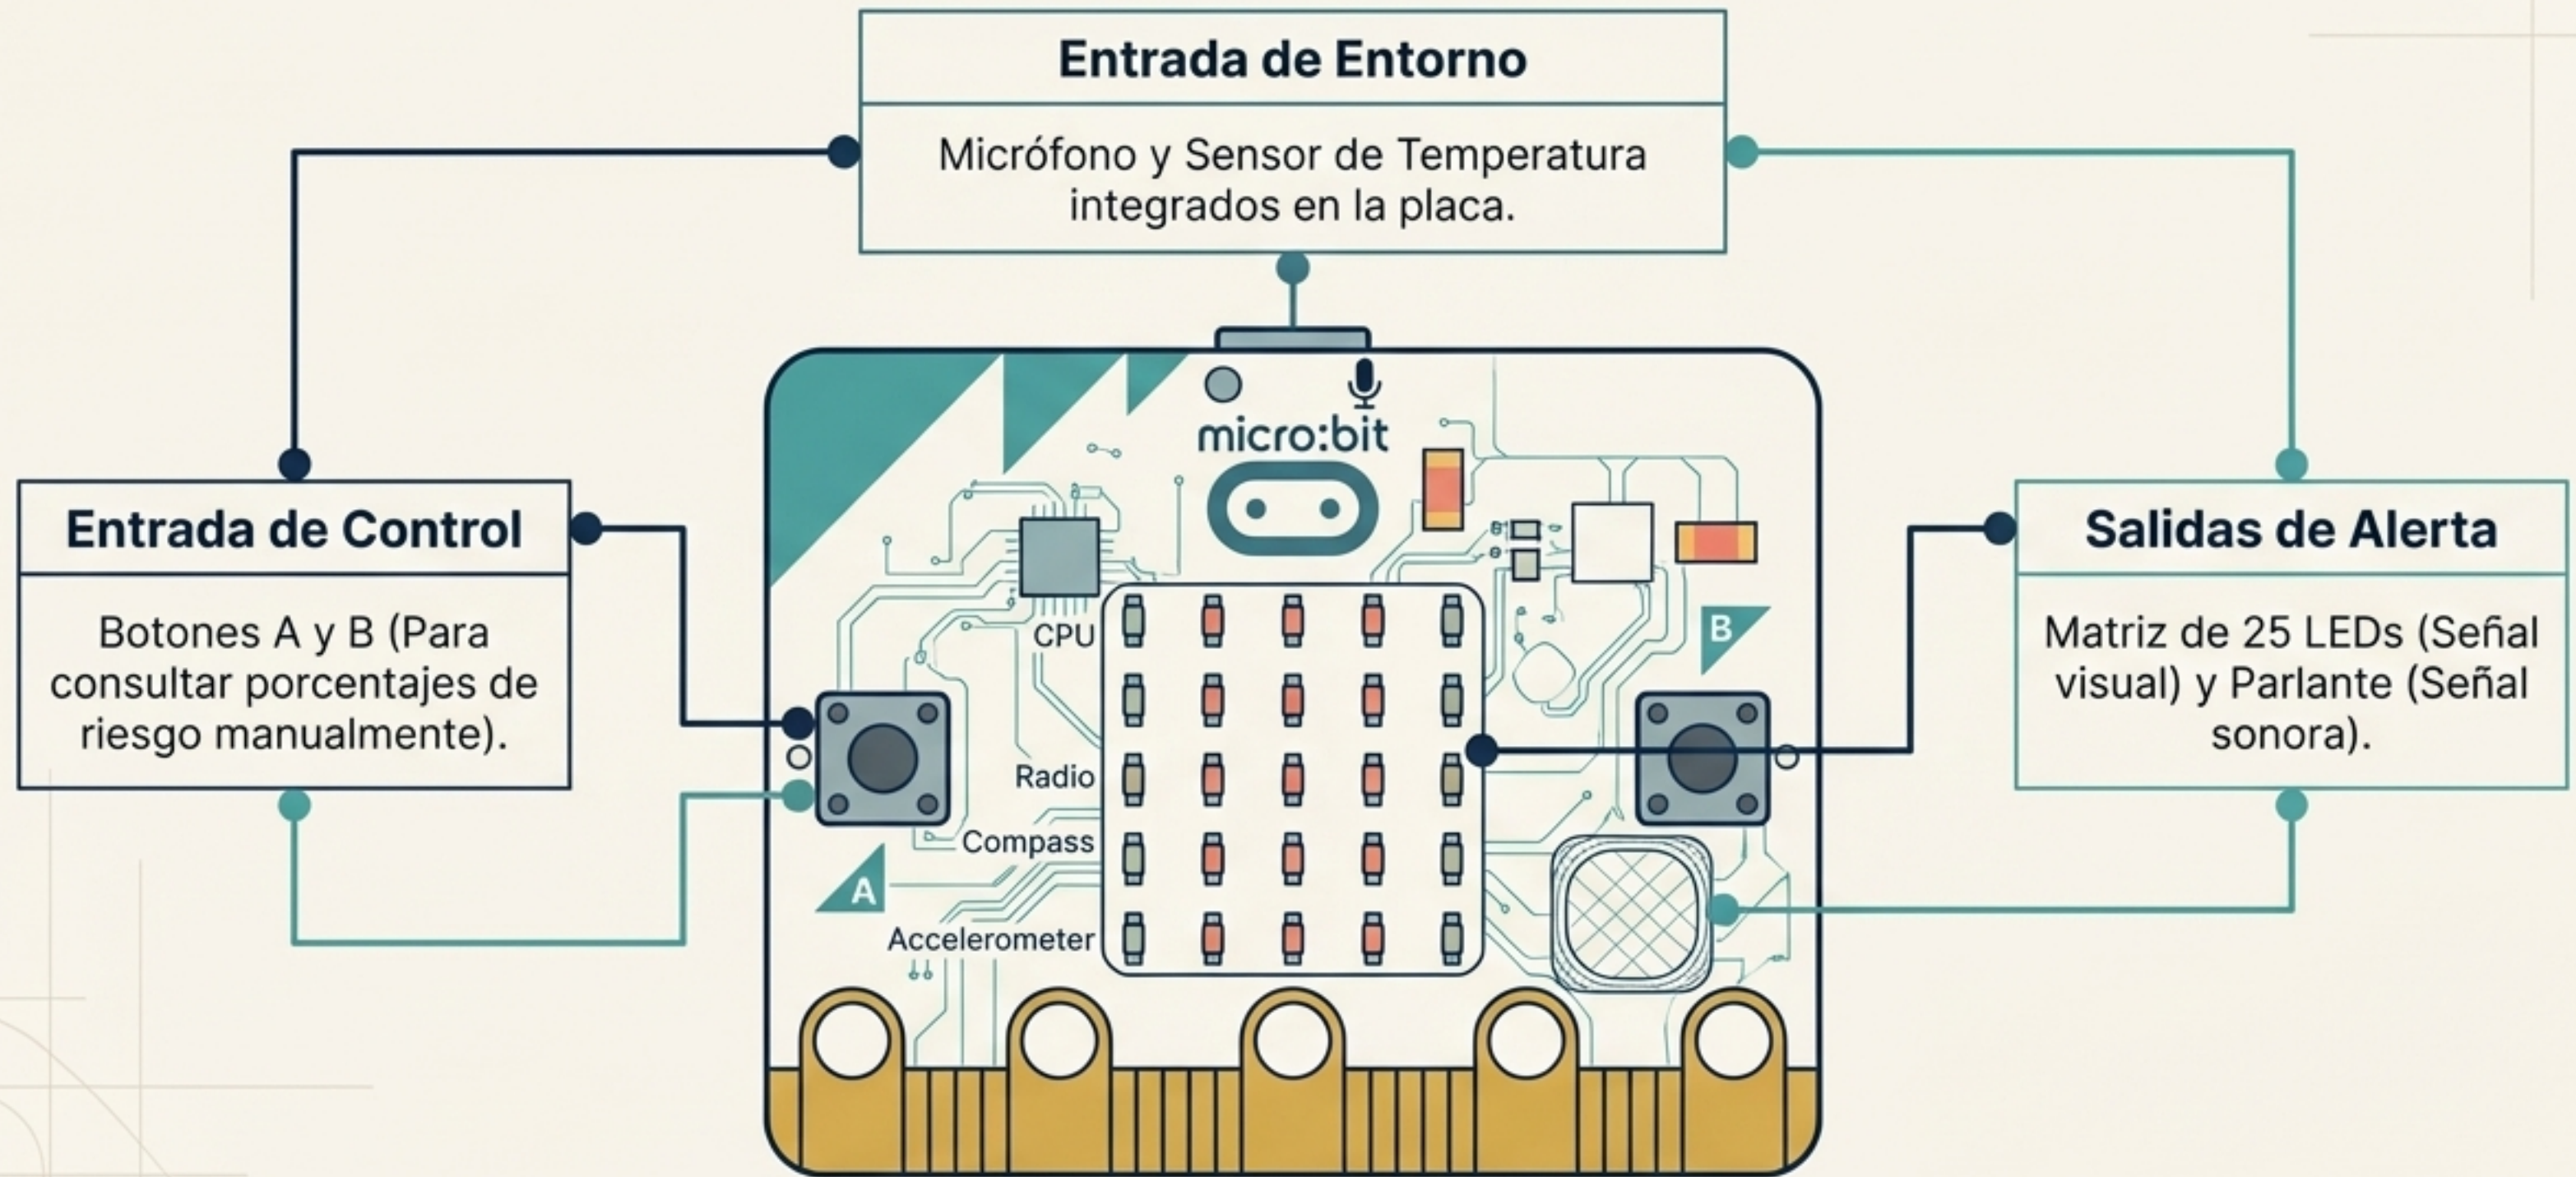 Entrada de Entorno
Micrófono y Sensor de Temperatura
integrados en la placa.
Entrada de Control
Botones A y B (Para
consultar porcentajes de
riesgo manualmente).
Salidas de Alerta
Matriz de 25 LEDs (Señal
visual) y Parlante (Señal
sonora).
micro:bit
CPU
B
Radio
Compass
A
Accelerometer